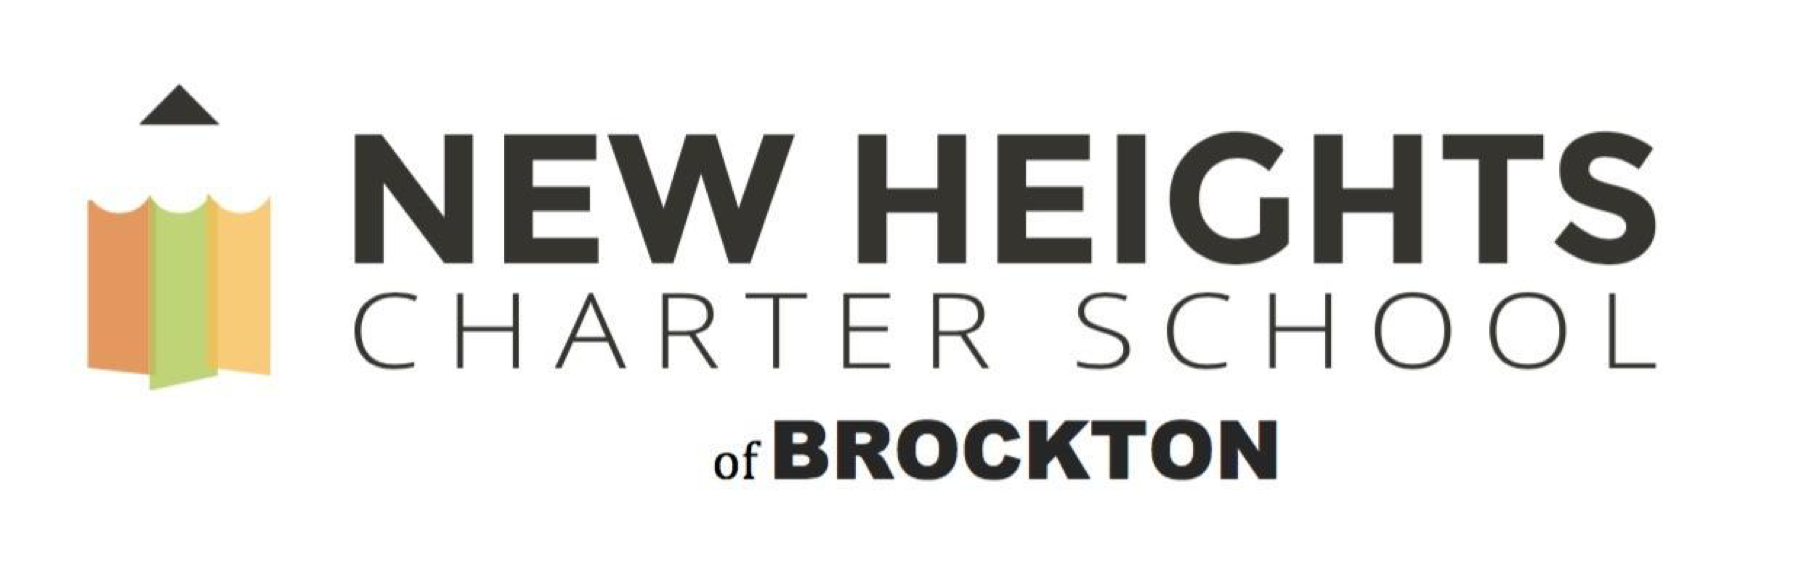 NEW HEIGHTS
CHARTER SCHOOL
of BROCKTON